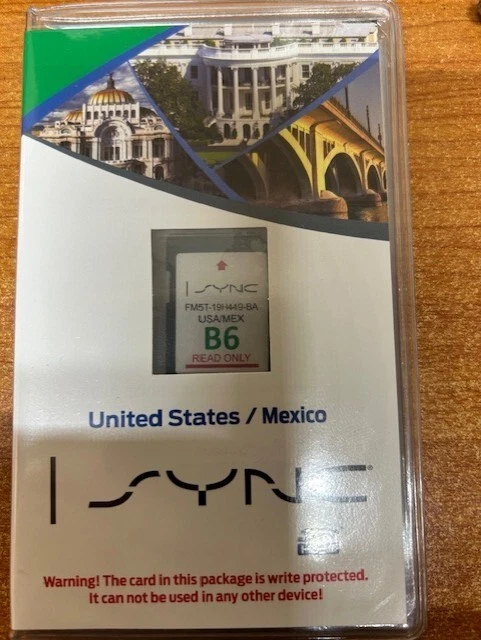 SYNC
FM5T-19H449-BA
USA/MEX
B6
READ ONLY
United States / Mexico
SYNC
Warning! The card in this package is write protected.
It can not be used in any other device!